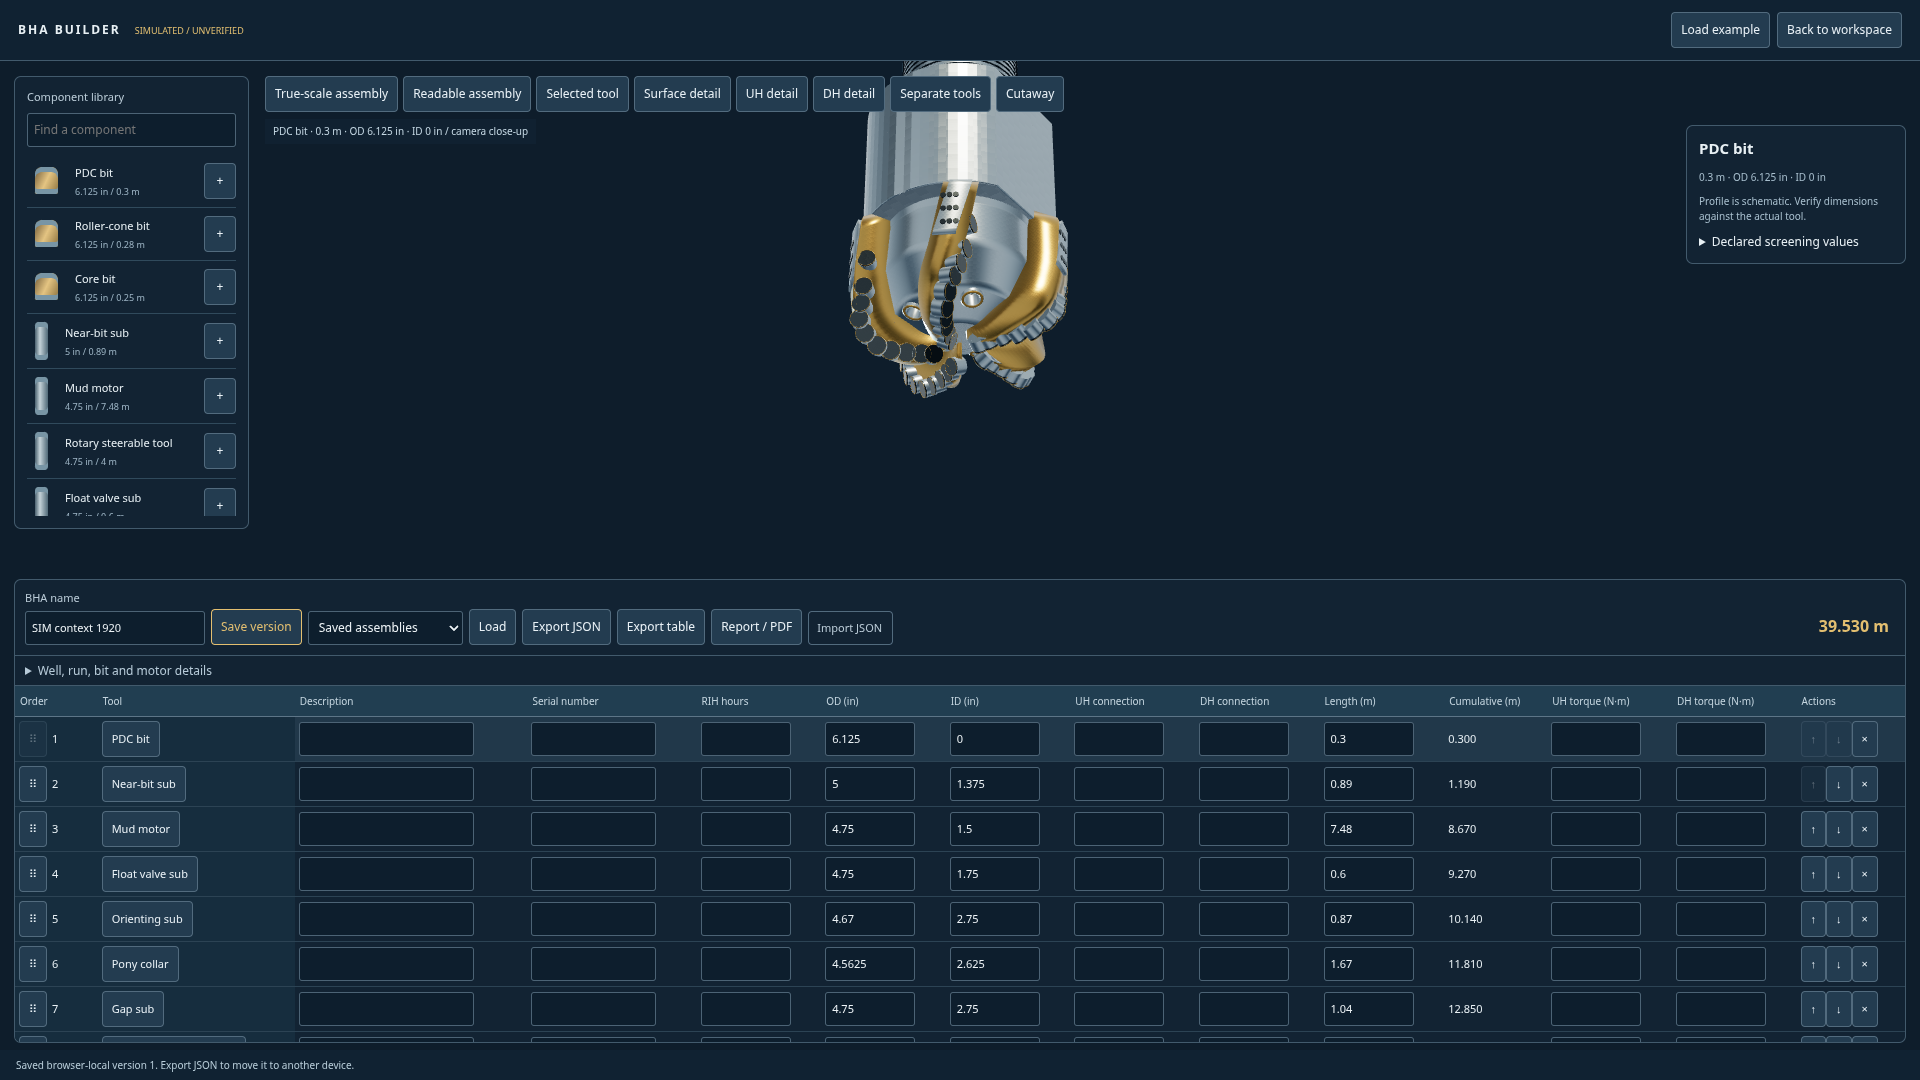 BHA BUILDER SIMULATED / UNVERIFIED Load example Back to workspace
Component library
Find a component
PDC bit
6.125 in / 0.3 m
+
Roller-cone bit
6.125 in / 0.28 m
+
Core bit
6.125 in / 0.25 m
+
Near-bit sub
5 in / 0.89 m
+
Mud motor
4.75 in / 7.48 m
+
Rotary steerable tool
4.75 in / 4 m
+
Float valve sub
+
True-scale assembly Readable assembly Selected tool Surface detail UH detail DH detail Separate tools Cutaway
PDC bit · 0.3 m · OD 6.125 in · ID 0 in / camera close-up
PDC bit
0.3 m · OD 6.125 in · ID 0 in
Profile is schematic. Verify dimensions
against the actual tool.
▶ Declared screening values
BHA name
SIM context 1920 Save version Saved assemblies Load Export JSON Export table Report / PDF Import JSON 39.530 m
▶ Well, run, bit and motor details
Order Tool Description Serial number RIH hours OD (in) ID (in) UH connection DH connection Length (m) Cumulative (m) UH torque (N·m) DH torque (N·m) Actions
1 PDC bit 6.125 0 0.3 0.300 ↑ ↓ ×
2 Near-bit sub 5 1.375 0.89 1.190 ↑ ↓ ×
3 Mud motor 4.75 1.5 7.48 8.670 ↑ ↓ ×
4 Float valve sub 4.75 1.75 0.6 9.270 ↑ ↓ ×
5 Orienting sub 4.67 2.75 0.87 10.140 ↑ ↓ ×
6 Pony collar 4.5625 2.625 1.67 11.810 ↑ ↓ ×
7 Gap sub 4.75 2.75 1.04 12.850 ↑ ↓ ×
Saved browser-local version 1. Export JSON to move it to another device.